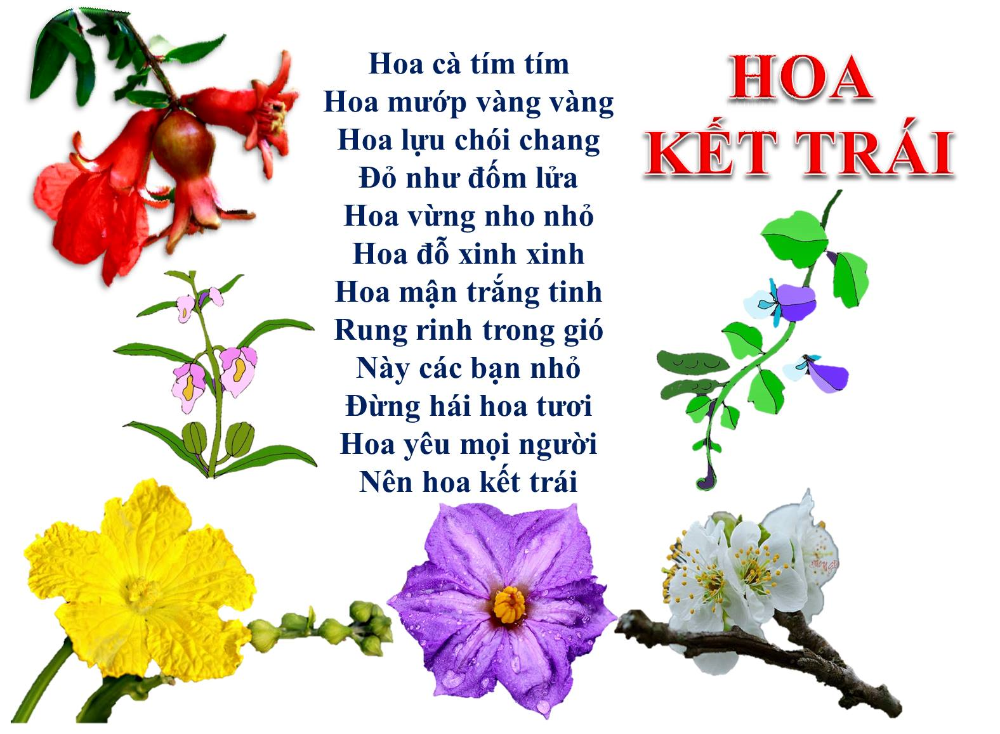 HOA
KẾT TRÁI
Hoa cà tím tím
Hoa mướp vàng vàng
Hoa lựu chói chang
Đỏ như đốm lửa
Hoa vừng nho nhỏ
Hoa đỗ xinh xinh
Hoa mận trắng tinh
Rung rinh trong gió
Này các bạn nhỏ
Đừng hái hoa tươi
Hoa yêu mọi người
Nên hoa kết trái